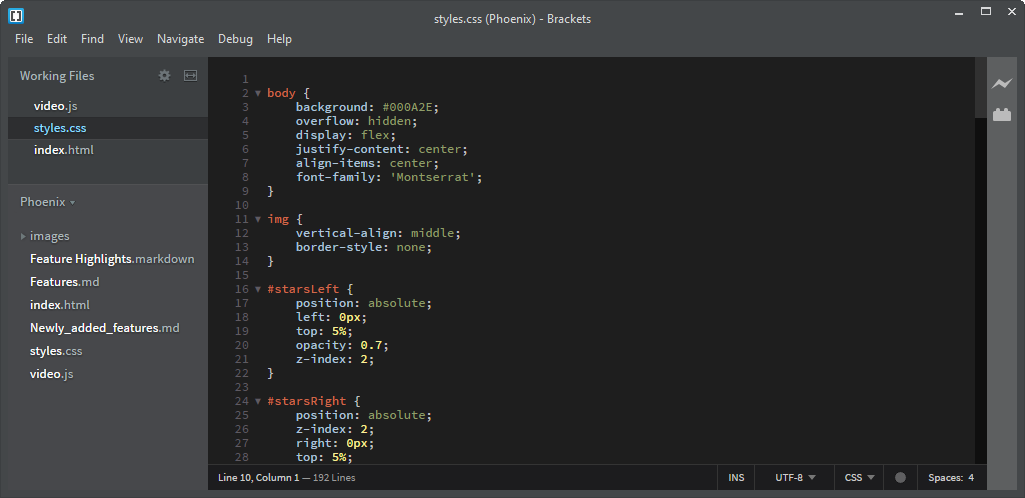 styles.css (Phoenix) - Brackets
File Edit Find View Navigate Debug Help
Working Files
video.js
styles.css
index.html
Phoenix
images
Feature Highlights.markdown
Features.md
index.html
Newly_added_features.md
styles.css
video.js
1
2 body {
3 background: #000A2E;
4 overflow: hidden;
5 display: flex;
6 justify-content: center;
7 align-items: center;
8 font-family: 'Montserrat';
9 }
10
11 img {
12 vertical-align: middle;
13 border-style: none;
14 }
15
16 #starsLeft {
17 position: absolute;
18 left: 0px;
19 top: 5%;
20 opacity: 0.7;
21 z-index: 2;
22 }
23
24 #starsRight {
25 position: absolute;
26 z-index: 2;
27 right: 0px;
28 top: 5%;
Line 10, Column 1 — 192 Lines INS UTF-8 CSS Spaces: 4